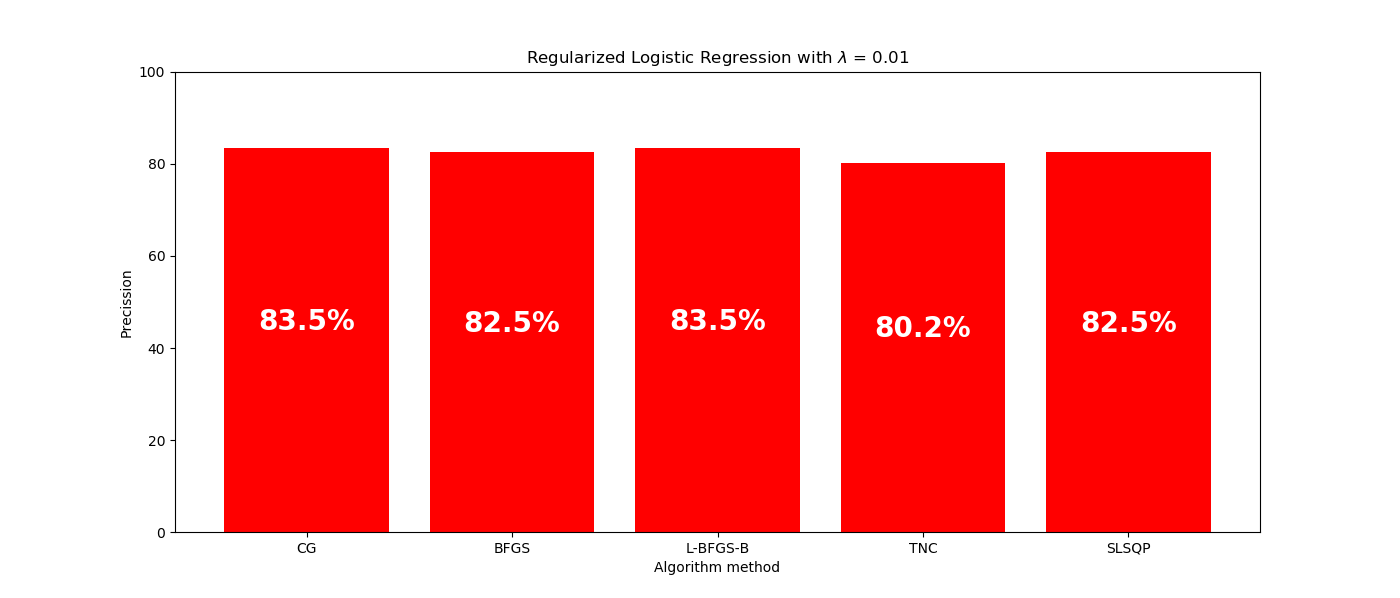 Regularized Logistic Regression with λ = 0.01
100
80
60
40
20
0
Precission
83.5%
82.5%
83.5%
80.2%
82.5%
CG
BFGS
L-BFGS-B
TNC
SLSQP
Algorithm method